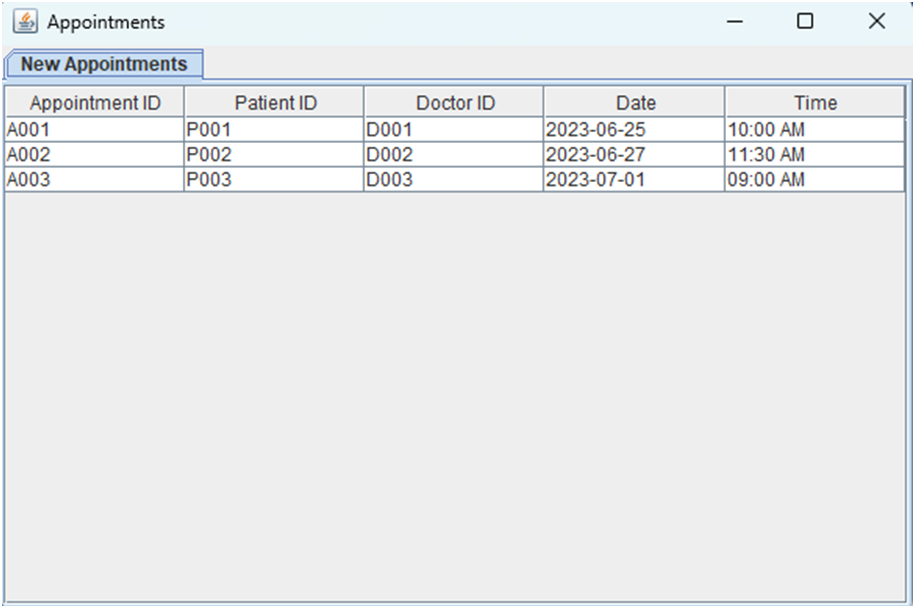 Appointments
New Appointments
Appointment ID Patient ID Doctor ID Date Time
A001 P001 D001 2023-06-25 10:00 AM
A002 P002 D002 2023-06-27 11:30 AM
A003 P003 D003 2023-07-01 09:00 AM